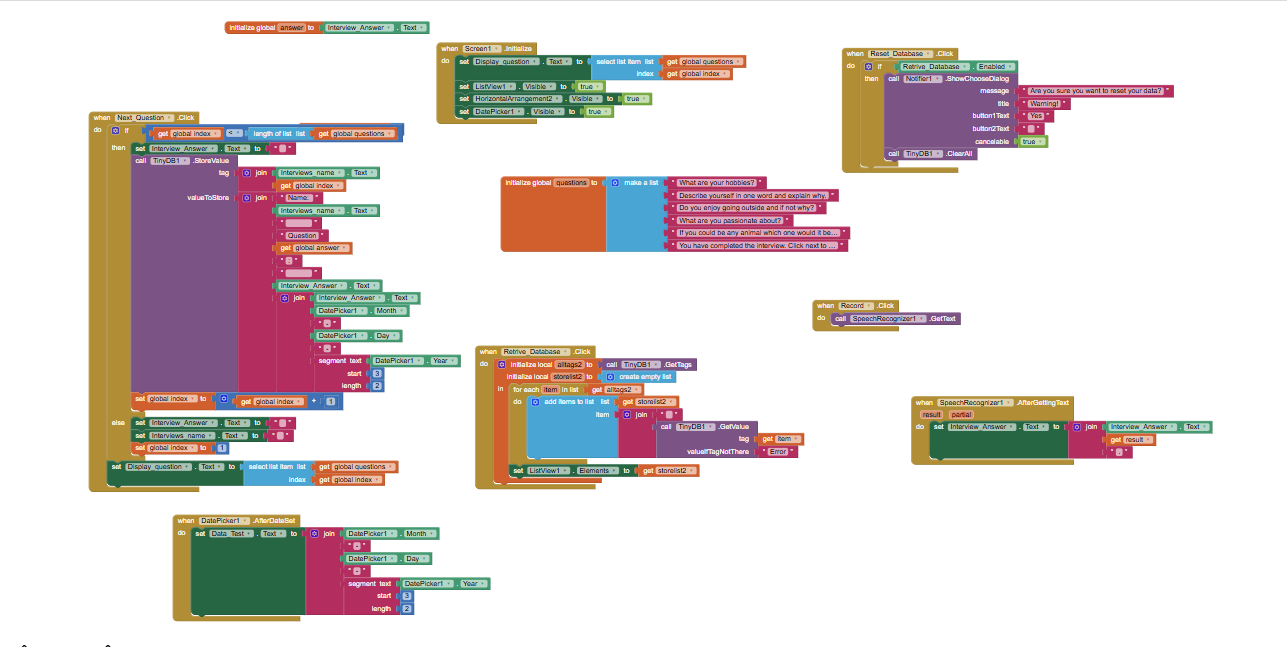 initialize global answer to Interview_Answer . Text
when Screen1 .Initialize
do set Display_question . Text to select list item list get global questions
index get global index
set ListView1 . Visible to true
set HorizontalArrangement2 . Visible to true
set DatePicker1 . Visible to true
when Reset_Database .Click
do if Retrive_Database . Enabled
then call Notifier1 .ShowChooseDialog
message " Are you sure you want to reset your data? "
title " Warning! "
button1Text " Yes "
button2Text " "
cancelable true
call TinyDB1 .ClearAll
when Next_Question .Click
do if get global index < length of list list get global questions
then set Interview_Answer . Text to " "
call TinyDB1 .StoreValue
tag join Interviews_name . Text
get global index
valueToStore join " Name: "
Interviews_name . Text
" "
" Question "
get global answer
" : "
" "
Interview_Answer . Text
join Interview_Answer . Text
DatePicker1 . Month
" - "
DatePicker1 . Day
" - "
segment text DatePicker1 . Year
start 3
length 2
set global index to get global index + 1
else set Interview_Answer . Text to " "
set Interviews_name . Text to " "
set global index to 1
set Display_question . Text to select list item list get global questions
index get global index
initialize global questions to make a list " What are your hobbies? "
" Describe yourself in one word and explain why. "
" Do you enjoy going outside and if not why? "
" What are you passionate about? "
" If you could be any animal which one would it be... "
" You have completed the interview. Click next to ... "
when Record .Click
do call SpeechRecognizer1 .GetText
when Retrive_Database .Click
do initialize local alltags2 to call TinyDB1 .GetTags
initialize local storelist2 to create empty list
in for each item in list get alltags2
do add items to list list get storelist2
item join " "
call TinyDB1 .GetValue
tag get item
valueIfTagNotThere " Error "
set ListView1 . Elements to get storelist2
when SpeechRecognizer1 .AfterGettingText
result partial
do set Interview_Answer . Text to join Interview_Answer . Text
get result
" . "
when DatePicker1 .AfterDateSet
do set Data_Test . Text to join DatePicker1 . Month
" - "
DatePicker1 . Day
" - "
segment text DatePicker1 . Year
start 3
length 2